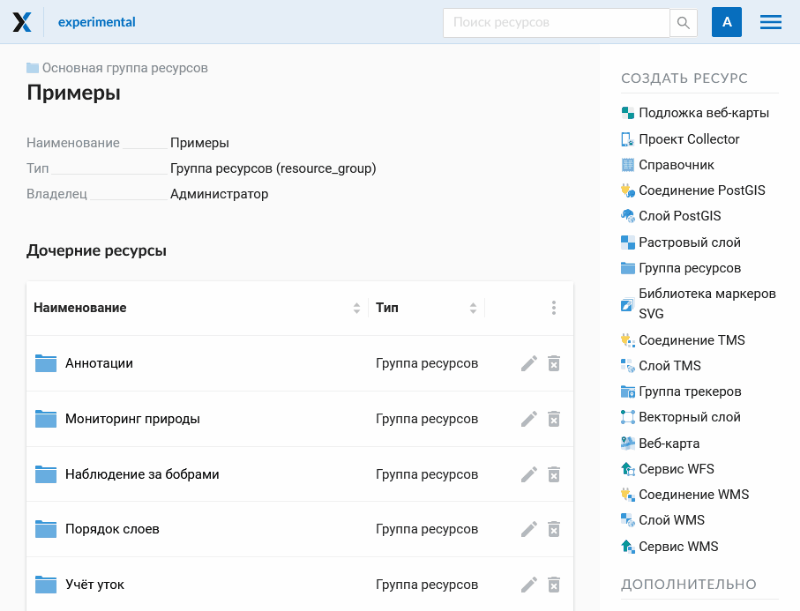 experimental
Поиск ресурсов
A
Основная группа ресурсов
Примеры
Наименование Примеры
Тип Группа ресурсов (resource_group)
Владелец Администратор
Дочерние ресурсы
Наименование Тип
Аннотации Группа ресурсов
Мониторинг природы Группа ресурсов
Наблюдение за бобрами Группа ресурсов
Порядок слоев Группа ресурсов
Учёт уток Группа ресурсов
СОЗДАТЬ РЕСУРС
Подложка веб-карты
Проект Collector
Справочник
Соединение PostGIS
Слой PostGIS
Растровый слой
Группа ресурсов
Библиотека маркеров
SVG
Соединение TMS
Слой TMS
Группа трекеров
Векторный слой
Веб-карта
Сервис WFS
Соединение WMS
Слой WMS
Сервис WMS
ДОПОЛНИТЕЛЬНО